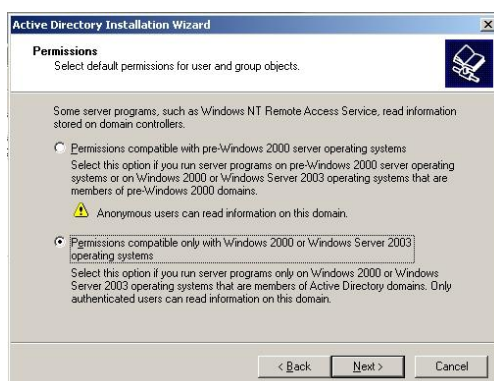 Active Directory Installation Wizard
Permissions
Select default permissions for user and group objects.
Some server programs, such as Windows NT Remote Access Service, read information
stored on domain controllers.
Permissions compatible with pre-Windows 2000 server operating systems
Select this option if you run server programs on pre-Windows 2000 server operating
systems or on Windows 2000 or Windows Server 2003 operating systems that are
members of pre-Windows 2000 domains.
Anonymous users can read information on this domain.
Permissions compatible only with Windows 2000 or Windows Server 2003
operating systems
Select this option if you run server programs only on Windows 2000 or Windows
Server 2003 operating systems that are members of Active Directory domains. Only
authenticated users can read information on this domain.
< Back
Next >
Cancel